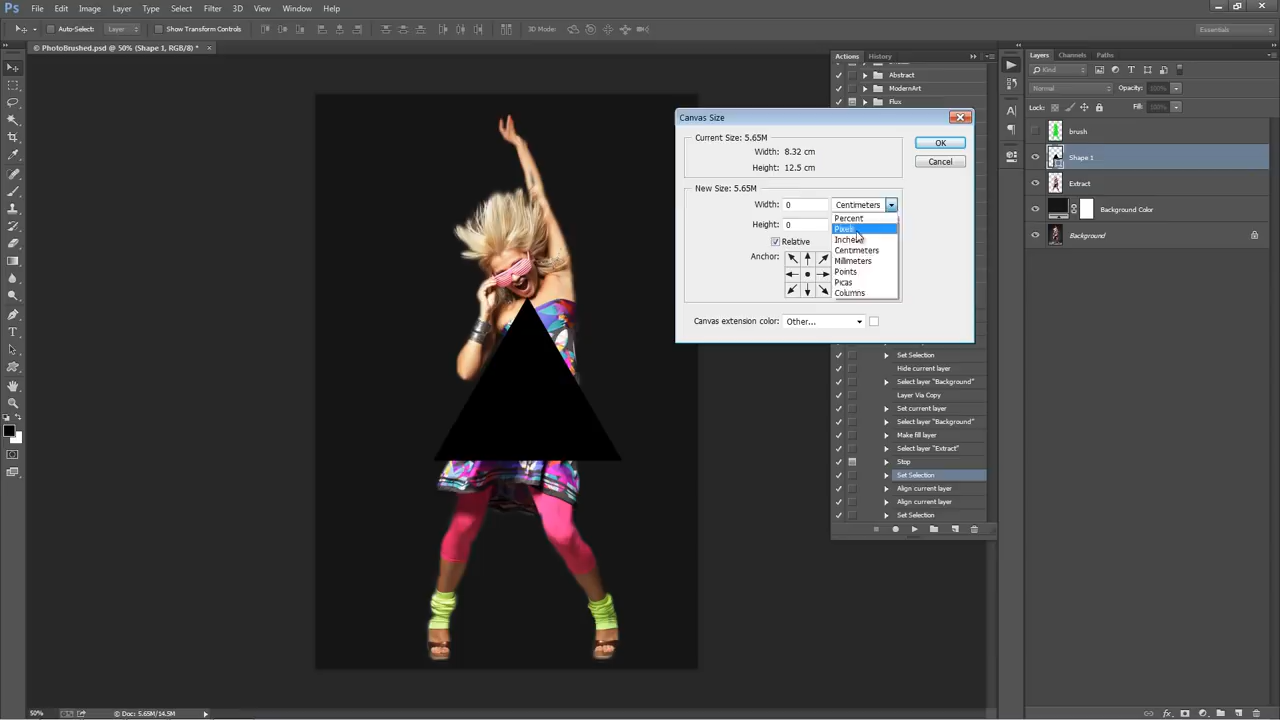 Ps File Edit Image Layer Type Select Filter 3D View Window Help
Auto-Select: Layer Show Transform Controls 3D Mode: Essentials
© PhotoBrushed.psd @ 50% (Shape 1, RGB/8) * ×
Actions History
Abstract
ModernArt
Flux
Canvas Size
Current Size: 5.65M
Width: 8.32 cm
Height: 12.5 cm
OK
Cancel
New Size: 5.65M
Width: 0 Centimeters
Height: 0
Relative
Anchor:
Percent
Pixels
Inches
Centimeters
Millimeters
Points
Picas
Columns
Canvas extension color: Other...
Set Selection
Hide current layer
Select layer "Background"
Layer Via Copy
Set current layer
Select layer "Background"
Make fill layer
Select layer "Extract"
Stop
Set Selection
Align current layer
Align current layer
Set Selection
Layers Channels Paths
Kind
Normal Opacity: 100%
Lock: Fill: 100%
brush
Shape 1
Extract
Background Color
Background
50% Doc: 5.65M/14.5M